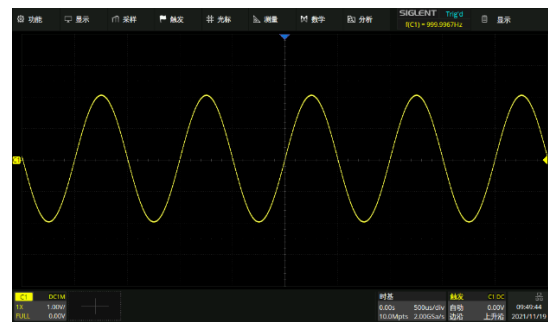 功能 显示 采样 触发 光标 测量 数学 分析 SIGLENT Trig'd 显示
f(C1) = 999.9967Hz
C1
C1 DC1M
1X 1.00V/
FULL 0.00V
时基
0.00s 500us/div
10.0Mpts 2.00GSa/s
触发 C1 DC
自动 0.00V
边沿 上升沿
09:49:44
2021/11/19